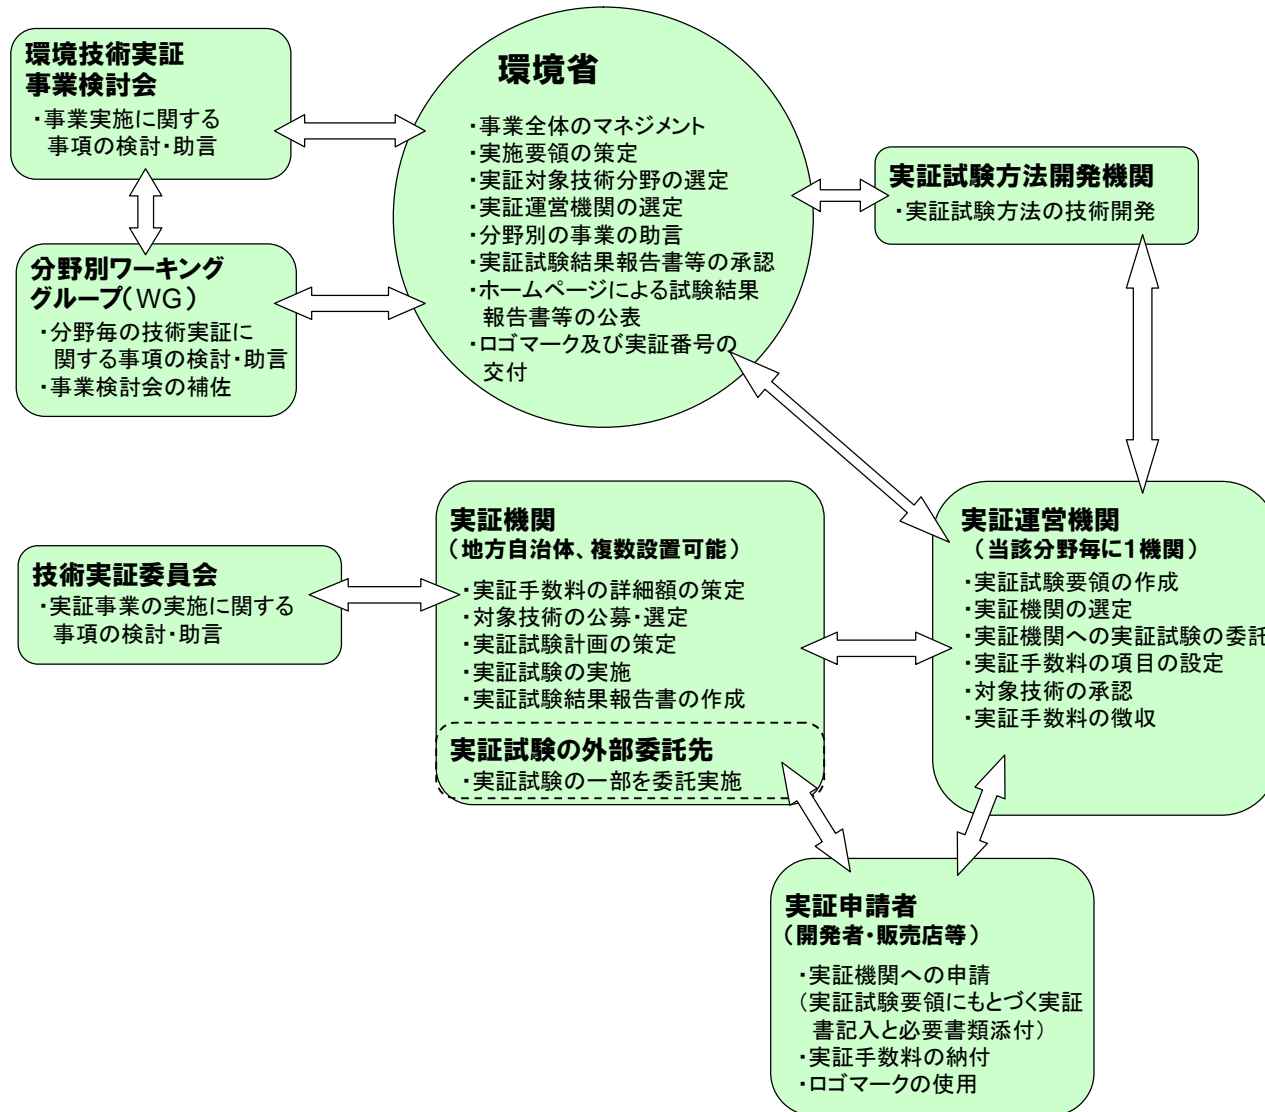 環境技術実証
事業検討会
・事業実施に関する
事項の検討・助言
環境省
・事業全体のマネジメント
・実施要領の策定
・実証対象技術分野の選定
・実証運営機関の選定
・分野別の事業の助言
・実証試験結果報告書等の承認
・ホームページによる試験結果
報告書等の公表
・ロゴマーク及び実証番号の
交付
実証試験方法開発機関
・実証試験方法の技術開発
分野別ワーキング
グループ(WG)
・分野毎の技術実証に
関する事項の検討・助言
・事業検討会の補佐
技術実証委員会
・実証事業の実施に関する
事項の検討・助言
実証機関
(地方自治体、複数設置可能)
・実証手数料の詳細額の策定
・対象技術の公募・選定
・実証試験計画の策定
・実証試験の実施
・実証試験結果報告書の作成
実証試験の外部委託先
・実証試験の一部を委託実施
実証運営機関
(当該分野毎に1機関)
・実証試験要領の作成
・実証機関の選定
・実証機関への実証試験の委託
・実証手数料の項目の設定
・対象技術の承認
・実証手数料の徴収
実証申請者
(開発者・販売店等)
・実証機関への申請
(実証試験要領にもとづく実証
書記入と必要書類添付)
・実証手数料の納付
・ロゴマークの使用